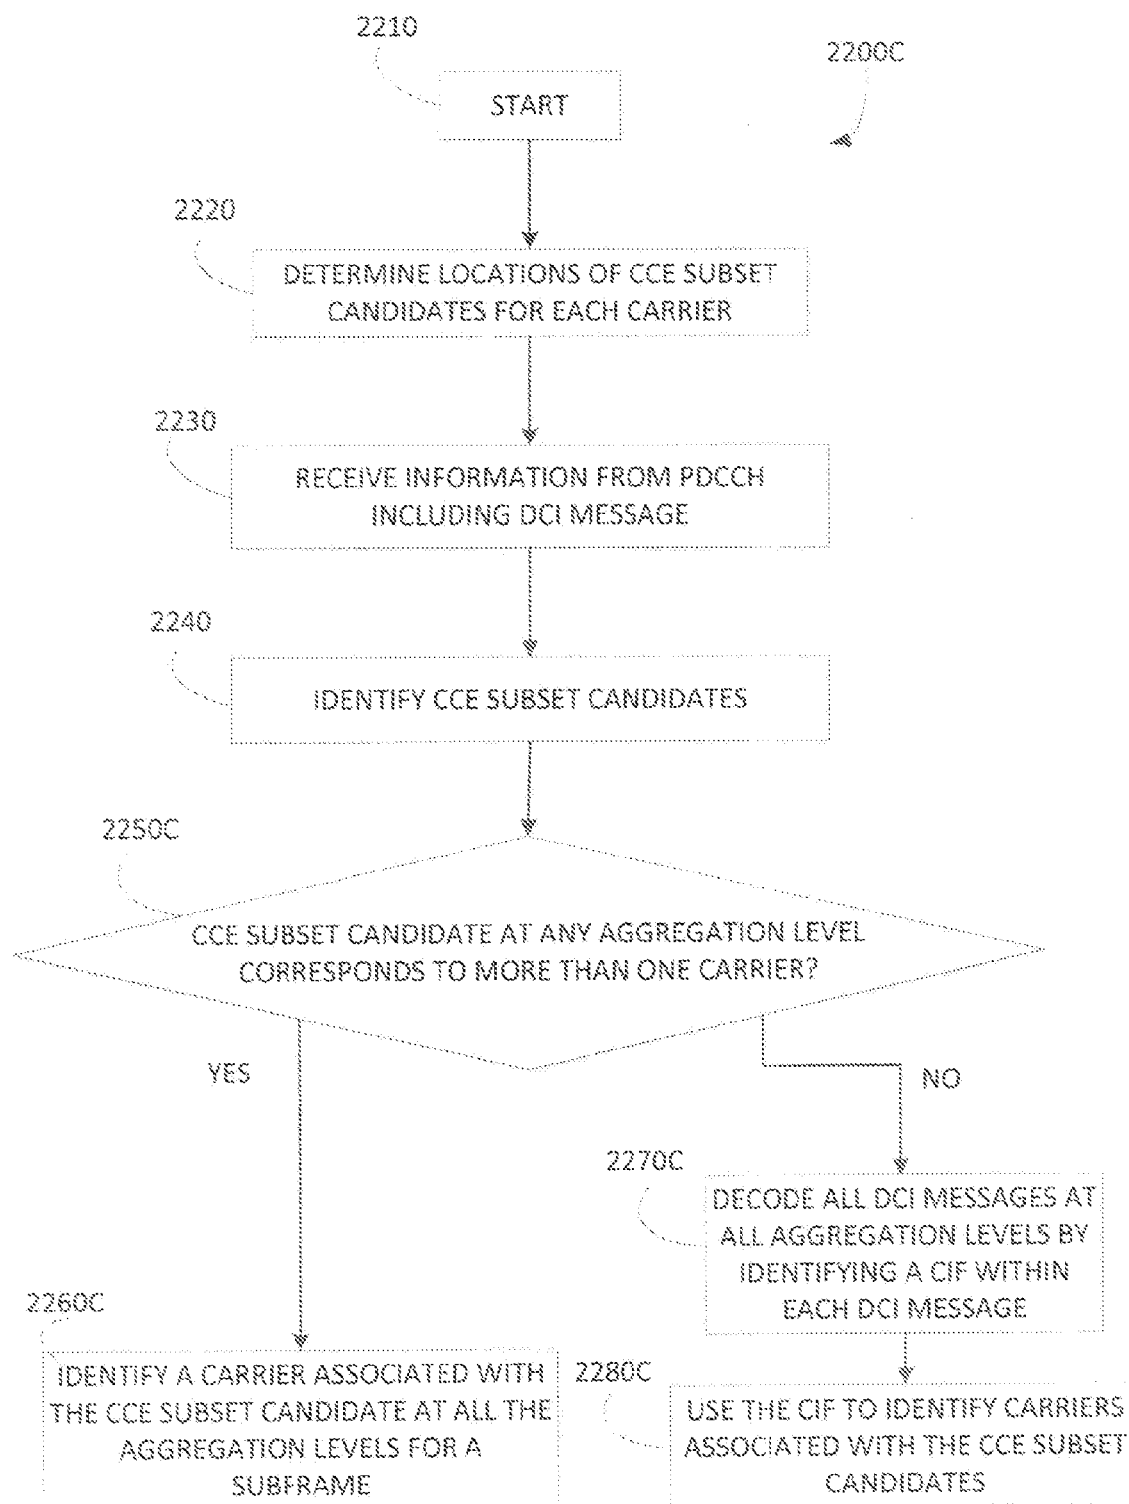 2210
2200C
START
2220
DETERMINE LOCATIONS OF CCE SUBSET
CANDIDATES FOR EACH CARRIER
2230
RECEIVE INFORMATION FROM PDCCH
INCLUDING DCI MESSAGE
2240
IDENTIFY CCE SUBSET CANDIDATES
2250C
CCE SUBSET CANDIDATE AT ANY AGGREGATION LEVEL
CORRESPONDS TO MORE THAN ONE CARRIER?
YES
NO
2270C
DECODE ALL DCI MESSAGES AT
ALL AGGREGATION LEVELS BY
IDENTIFYING A CIF WITHIN
EACH DCI MESSAGE
2260C
IDENTIFY A CARRIER ASSOCIATED WITH
THE CCE SUBSET CANDIDATE AT ALL THE
AGGREGATION LEVELS FOR A
SUBFRAME
2280C
USE THE CIF TO IDENTIFY CARRIERS
ASSOCIATED WITH THE CCE SUBSET
CANDIDATES